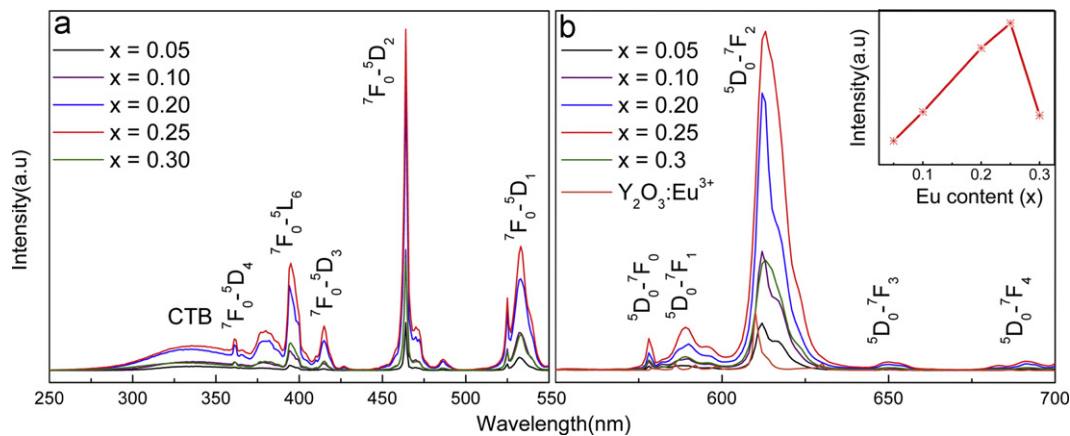 a
x = 0.05
x = 0.10
x = 0.20
x = 0.25
x = 0.30
CTB
⁷F₀-⁵D₄
⁷F₀-⁵L₆
⁷F₀-⁵D₃
⁷F₀-⁵D₂
⁷F₀-⁵D₁
Intensity(a.u)
250 300 350 400 450 500 550
b
x = 0.05
x = 0.10
x = 0.20
x = 0.25
x = 0.3
Y₂O₃:Eu³⁺
⁵D₀-⁷F₀
⁵D₀-⁷F₁
⁵D₀-⁷F₂
⁵D₀-⁷F₃
⁵D₀-⁷F₄
600 650 700
Intensity(a.u)
0.1 0.2 0.3
Eu content (x)
Wavelength(nm)